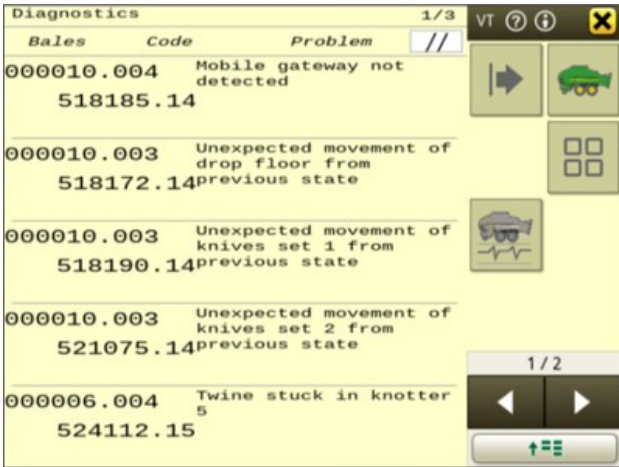 Diagnostics 1/3 VT
Bales Code Problem //
000010.004 Mobile gateway not
detected
518185.14
000010.003 Unexpected movement of
drop floor from
518172.14 previous state
000010.003 Unexpected movement of
knives set 1 from
518190.14 previous state
000010.003 Unexpected movement of
knives set 2 from
521075.14 previous state
1/2
000006.004 Twine stuck in knotter
5
524112.15